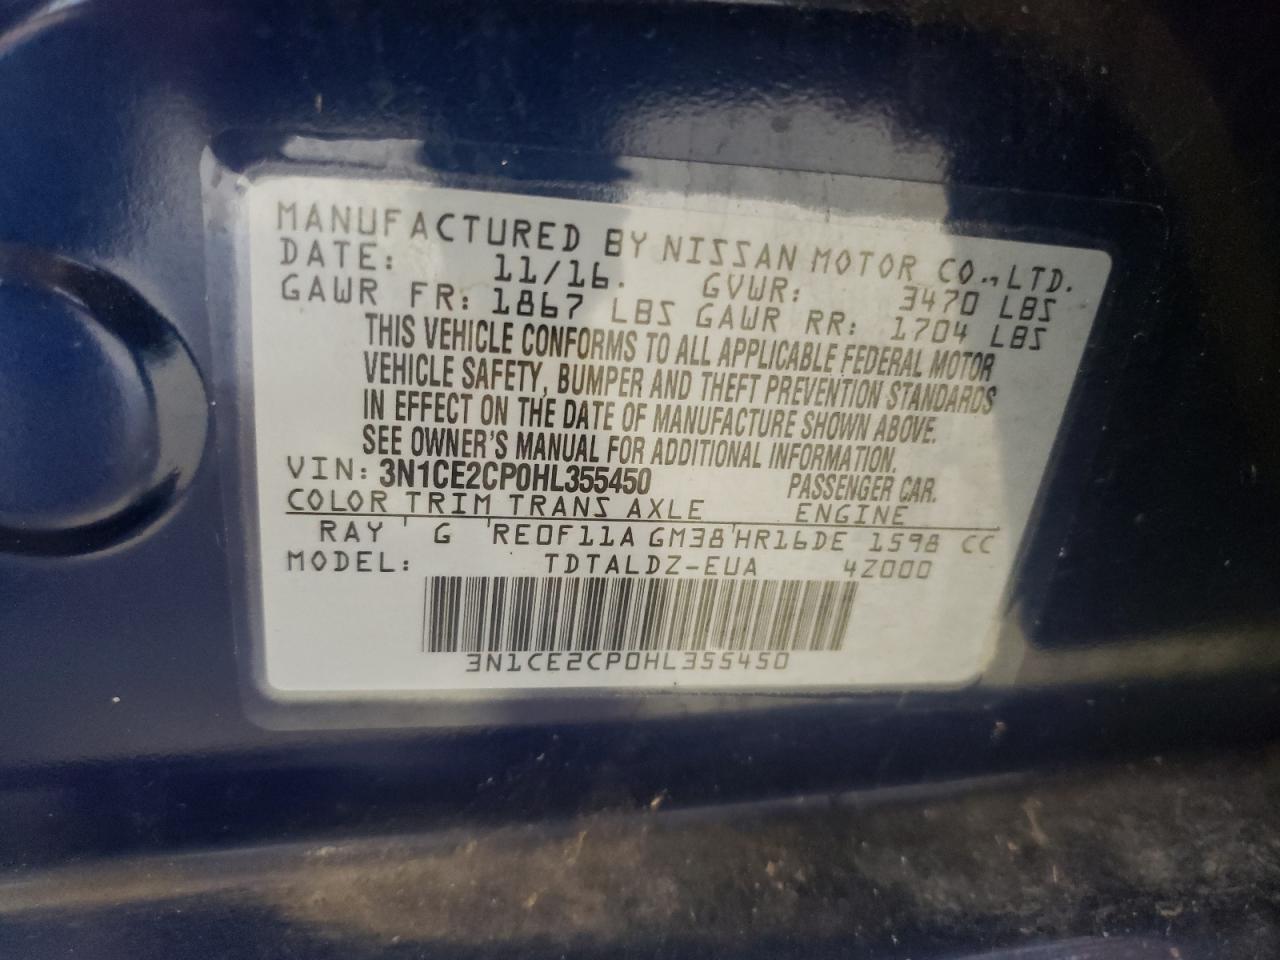 MANUFACTURED BY NISSAN MOTOR CO., LTD.
DATE: 11/16. GVWR: 3470 LBS
GAWR FR: 1867 LBS GAWR RR: 1704 LBS
THIS VEHICLE CONFORMS TO ALL APPLICABLE FEDERAL MOTOR
VEHICLE SAFETY, BUMPER AND THEFT PREVENTION STANDARDS
IN EFFECT ON THE DATE OF MANUFACTURE SHOWN ABOVE.
SEE OWNER'S MANUAL FOR ADDITIONAL INFORMATION.
VIN: 3N1CE2CP0HL355450 PASSENGER CAR.
COLOR TRIM TRANS AXLE ENGINE
RAY ' G ' RE0F11A GM38 ' HR16DE 1598 CC
MODEL: TDTALDZ-EUA 4Z000
3N1CE2CP0HL355450